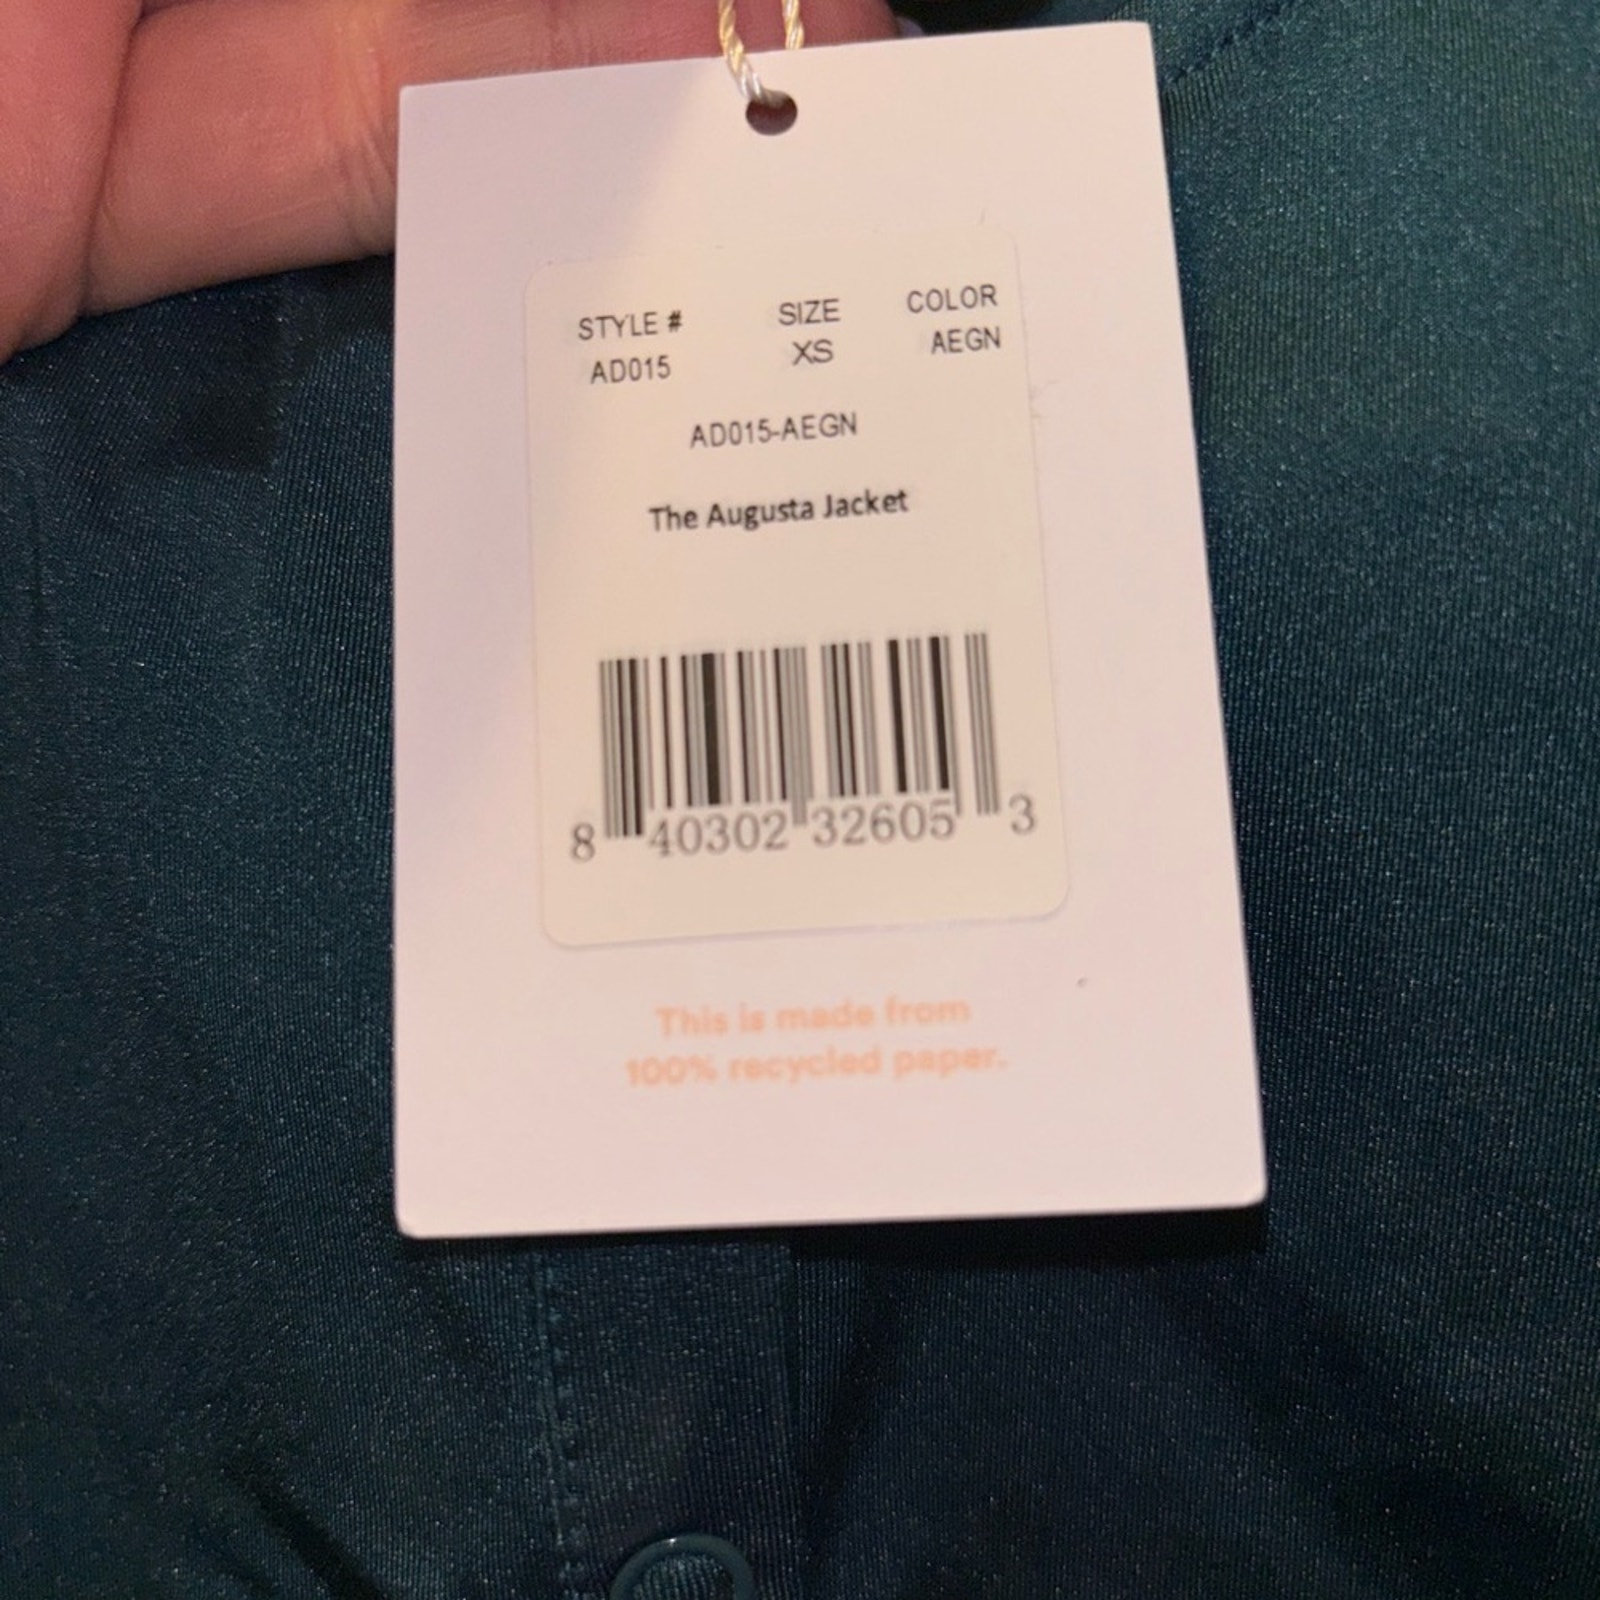 STYLE # SIZE COLOR
AD015 XS AEGN
AD015-AEGN
The Augusta Jacket
8 40302 32605 3
This is made from
100% recycled paper.